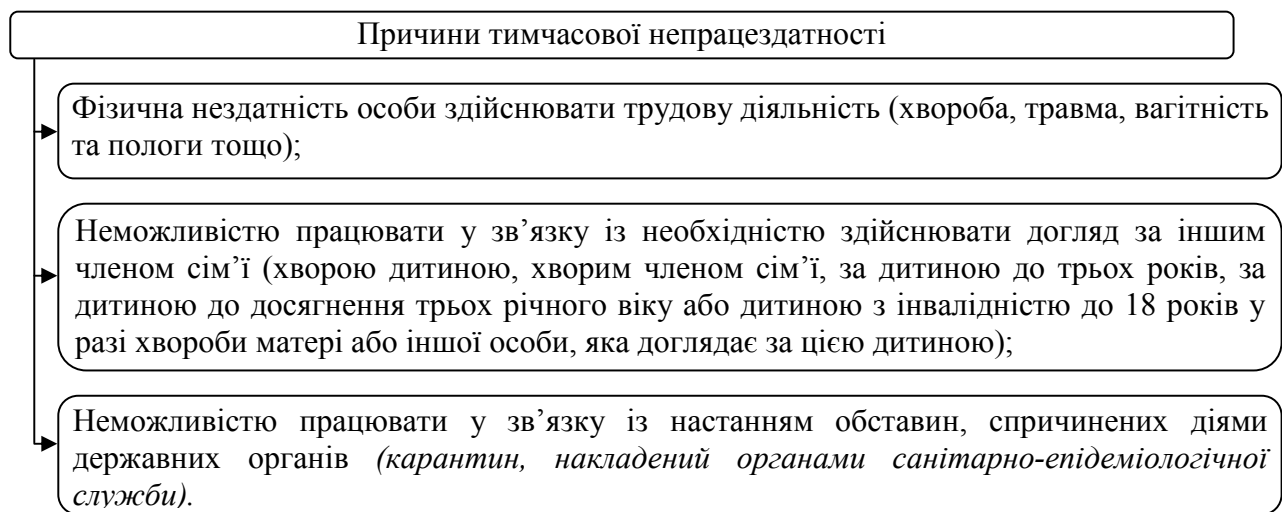 Причини тимчасової непрацездатності
Фізична нездатність особи здійснювати трудову діяльність (хвороба, травма, вагітність
та пологи тощо);
Неможливістю працювати у зв’язку із необхідністю здійснювати догляд за іншим
членом сім’ї (хворою дитиною, хворим членом сім’ї, за дитиною до трьох років, за
дитиною до досягнення трьох річного віку або дитиною з інвалідністю до 18 років у
разі хвороби матері або іншої особи, яка доглядає за цією дитиною);
Неможливістю працювати у зв’язку із настанням обставин, спричинених діями
державних органів (карантин, накладений органами санітарно-епідеміологічної
служби).